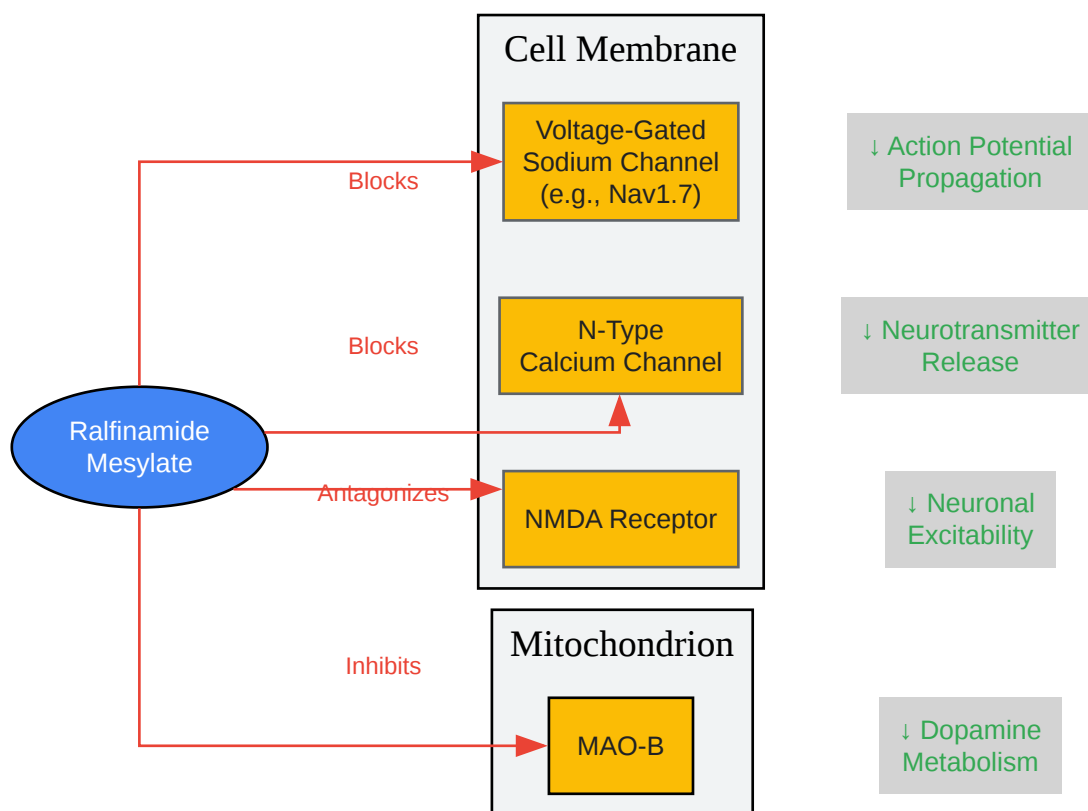 Cell Membrane
Voltage-Gated
Sodium Channel
(e.g., Nav1.7)
↓ Action Potential
Propagation
Blocks
N-Type
Calcium Channel
↓ Neurotransmitter
Release
Blocks
Ralfinamide
Mesylate
Antagonizes
NMDA Receptor
↓ Neuronal
Excitability
Mitochondrion
Inhibits
MAO-B
↓ Dopamine
Metabolism